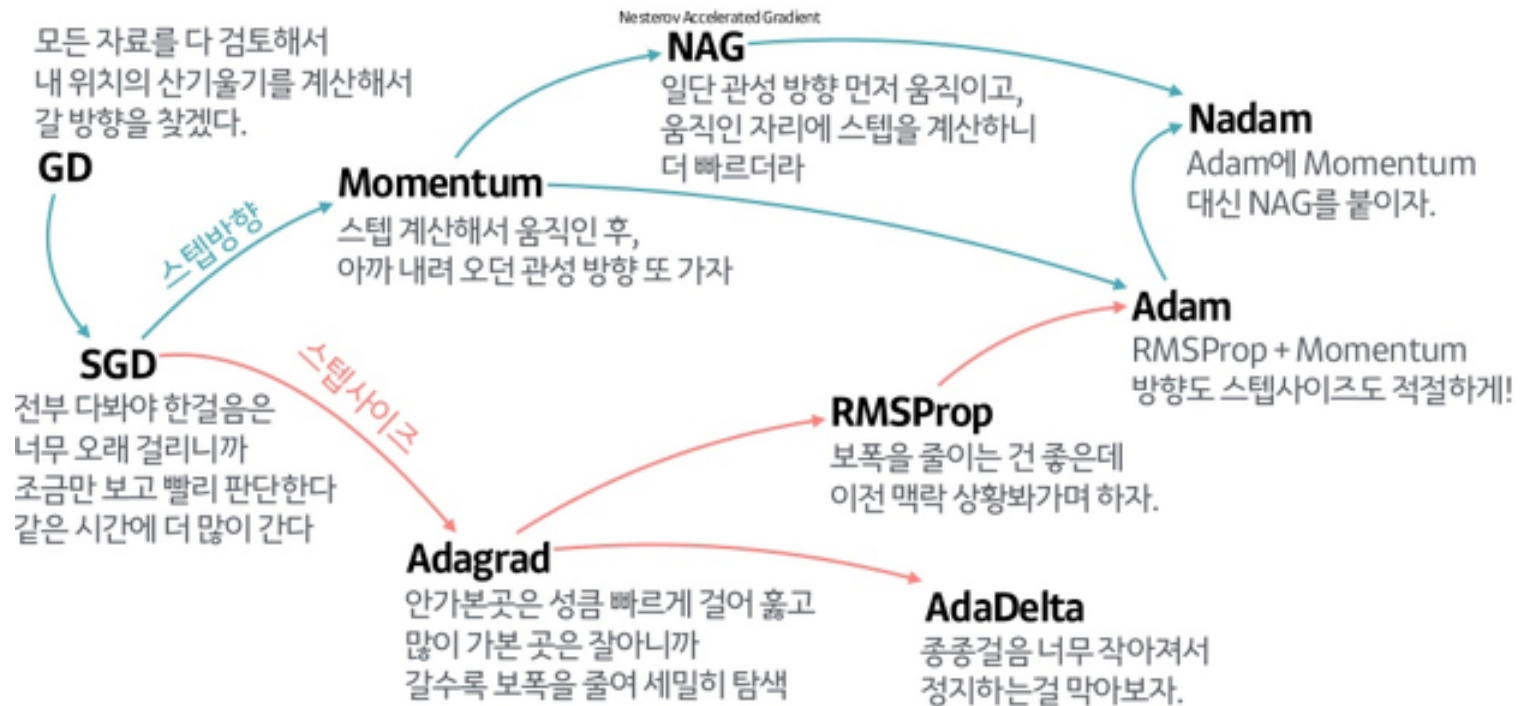 모든 자료를 다 검토해서
내 위치의 산기울기를 계산해서
갈 방향을 찾겠다.
GD
스텝방향
SGD
전부 다봐야 한걸음은
너무 오래 걸리니까
조금만 보고 빨리 판단한다
같은 시간에 더 많이 간다
Momentum
스텝 계산해서 움직인 후,
아까 내려 오던 관성 방향 또 가자
Nesterov Accelerated Gradient
NAG
일단 관성 방향 먼저 움직이고,
움직인 자리에 스텝을 계산하니
더 빠르더라
Nadam
Adam에 Momentum
대신 NAG를 붙이자.
Adam
RMSProp + Momentum
방향도 스텝사이즈도 적절하게!
스텝사이즈
RMSProp
보폭을 줄이는 건 좋은데
이전 맥락 상황봐가며 하자.
Adagrad
안가본곳은 성큼 빠르게 걸어 훑고
많이 가본 곳은 잘아니까
갈수록 보폭을 줄여 세밀히 탐색
AdaDelta
종종걸음 너무 작아져서
정지하는걸 막아보자.